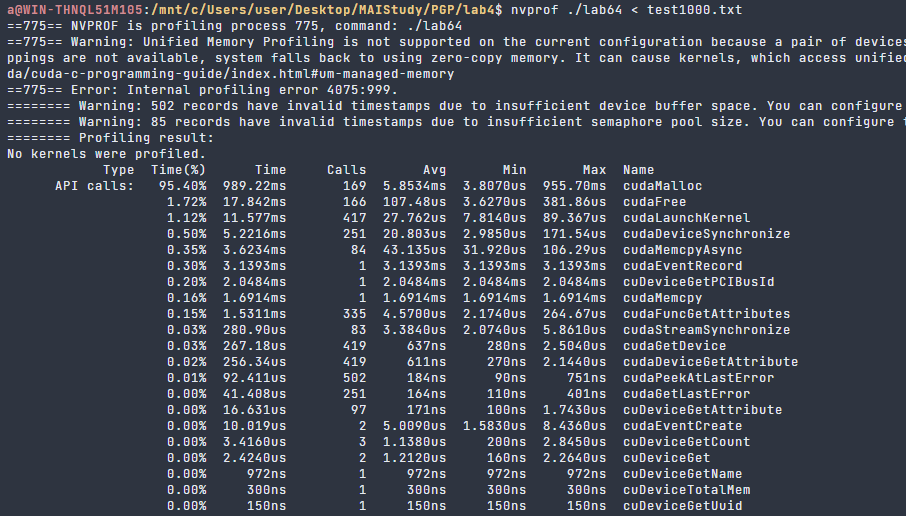 a@WIN-THNQL51M105:/mnt/c/Users/user/Desktop/MAIStudy/PGP/lab4$ nvprof ./lab64 < test1000.txt
==775== NVPROF is profiling process 775, command: ./lab64
==775== Warning: Unified Memory Profiling is not supported on the current configuration because a pair of devices
ppings are not available, system falls back to using zero-copy memory. It can cause kernels, which access unified
da/cuda-c-programming-guide/index.html#um-managed-memory
==775== Error: Internal profiling error 4075:999.
======== Warning: 502 records have invalid timestamps due to insufficient device buffer space. You can configure
======== Warning: 85 records have invalid timestamps due to insufficient semaphore pool size. You can configure t
======== Profiling result:
No kernels were profiled.
Type Time(%) Time Calls Avg Min Max Name
API calls: 95.40% 989.22ms 169 5.8534ms 3.8070us 955.70ms cudaMalloc
1.72% 17.842ms 166 107.48us 3.6270us 381.86us cudaFree
1.12% 11.577ms 417 27.762us 7.8140us 89.367us cudaLaunchKernel
0.50% 5.2216ms 251 20.803us 2.9850us 171.54us cudaDeviceSynchronize
0.35% 3.6234ms 84 43.135us 31.920us 106.29us cudaMemcpyAsync
0.30% 3.1393ms 1 3.1393ms 3.1393ms 3.1393ms cudaEventRecord
0.20% 2.0484ms 1 2.0484ms 2.0484ms 2.0484ms cuDeviceGetPCIBusId
0.16% 1.6914ms 1 1.6914ms 1.6914ms 1.6914ms cudaMemcpy
0.15% 1.5311ms 335 4.5700us 2.1740us 264.67us cudaFuncGetAttributes
0.03% 280.90us 83 3.3840us 2.0740us 5.8610us cudaStreamSynchronize
0.03% 267.18us 419 637ns 280ns 2.5040us cudaGetDevice
0.02% 256.34us 419 611ns 270ns 2.1440us cudaDeviceGetAttribute
0.01% 92.411us 502 184ns 90ns 751ns cudaPeekAtLastError
0.00% 41.408us 251 164ns 110ns 401ns cudaGetLastError
0.00% 16.631us 97 171ns 100ns 1.7430us cuDeviceGetAttribute
0.00% 10.019us 2 5.0090us 1.5830us 8.4360us cudaEventCreate
0.00% 3.4160us 3 1.1380us 200ns 2.8450us cuDeviceGetCount
0.00% 2.4240us 2 1.2120us 160ns 2.2640us cuDeviceGet
0.00% 972ns 1 972ns 972ns 972ns cuDeviceGetName
0.00% 300ns 1 300ns 300ns 300ns cuDeviceTotalMem
0.00% 150ns 1 150ns 150ns 150ns cuDeviceGetUuid